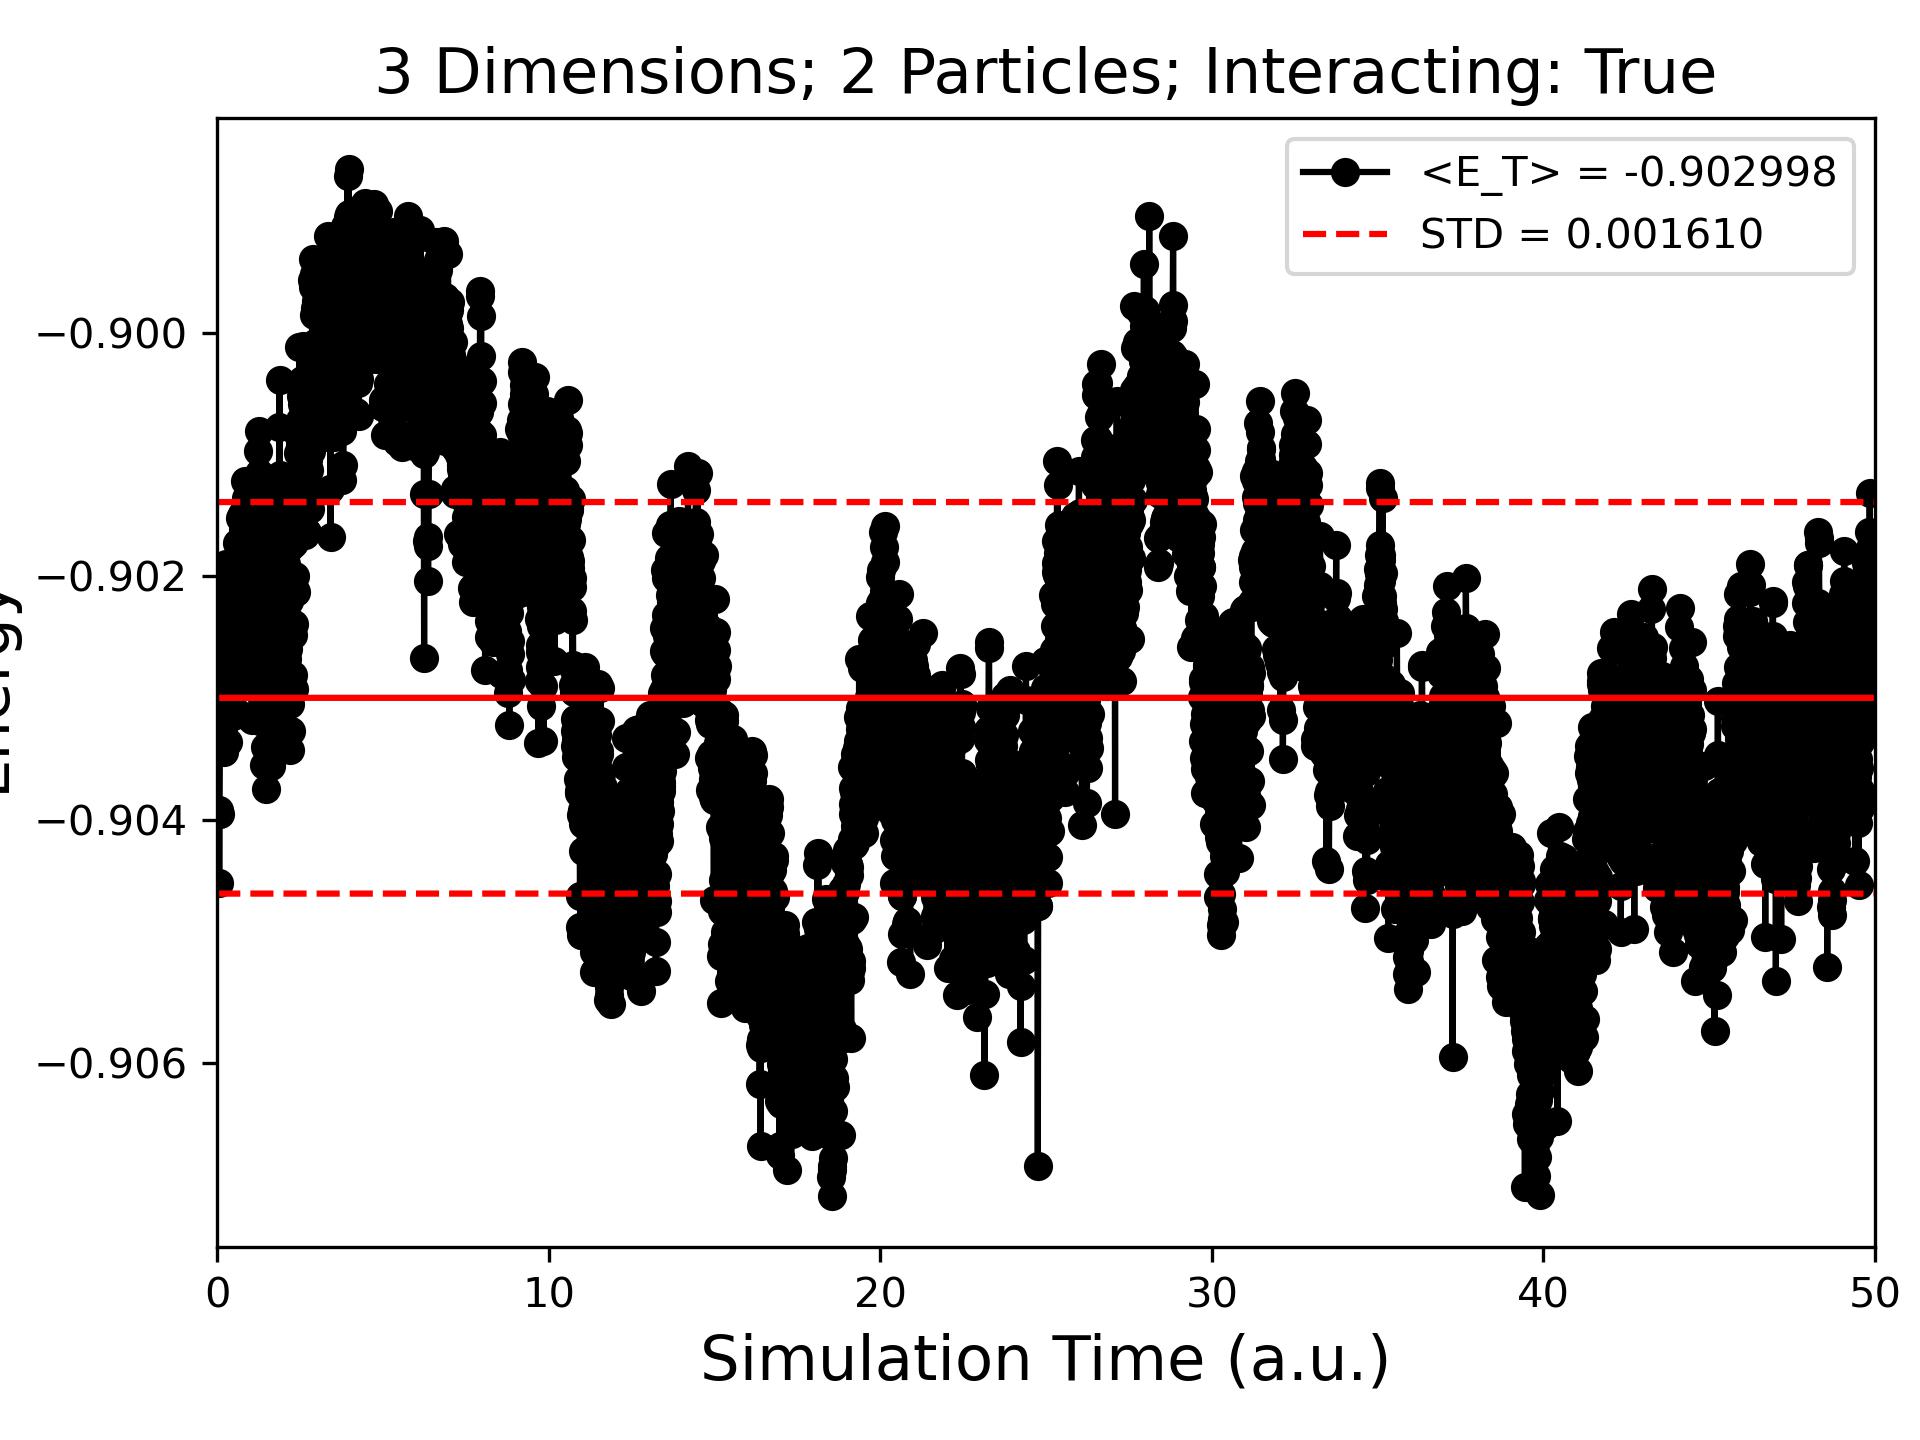 3 Dimensions; 2 Particles; Interacting: True
<E_T> = -0.902998
STD = 0.001610
Energy
−0.900
−0.902
−0.904
−0.906
0 10 20 30 40 50
Simulation Time (a.u.)